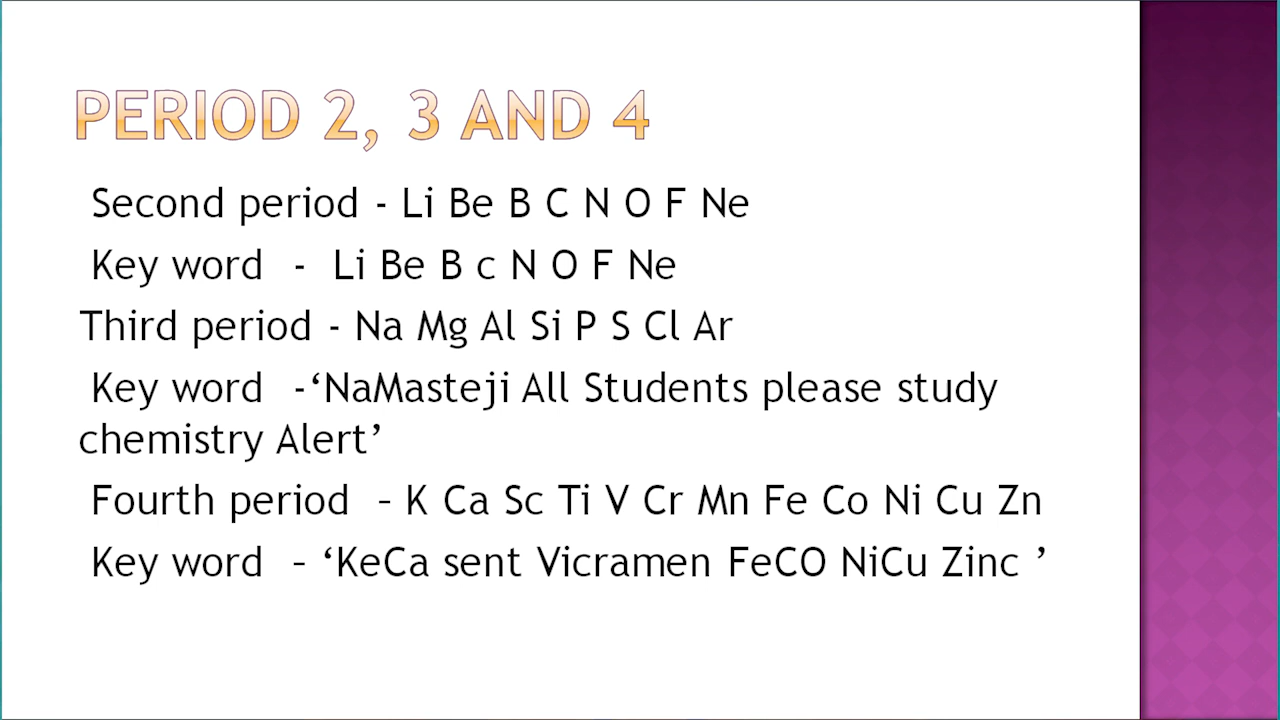 PERIOD 2, 3 AND 4
Second period - Li Be B C N O F Ne
Key word - Li Be B c N O F Ne
Third period - Na Mg Al Si P S Cl Ar
Key word -‘NaMasteji All Students please study
chemistry Alert’
Fourth period – K Ca Sc Ti V Cr Mn Fe Co Ni Cu Zn
Key word – ‘KeCa sent Vicramen FeCO NiCu Zinc ’